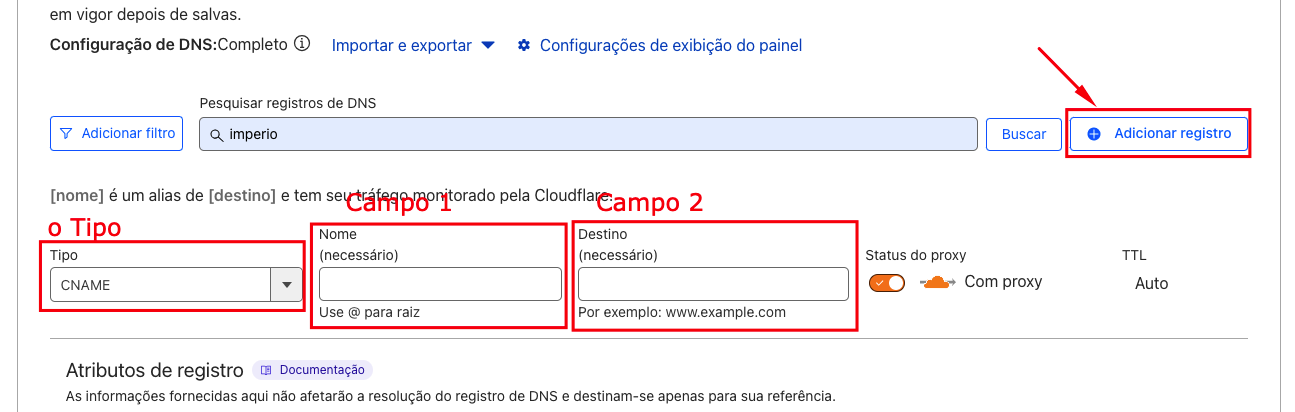 em vigor depois de salvas.
Configuração de DNS:Completo Importar e exportar Configurações de exibição do painel
Pesquisar registros de DNS
Adicionar filtro imperio Buscar Adicionar registro
[nome] é um alias de [destino] e tem seu tráfego monitorado pela Cloudflare.
Campo 1 Campo 2
o Tipo
Nome Destino
Tipo (necessário) (necessário) Status do proxy TTL
CNAME Com proxy Auto
Use @ para raiz Por exemplo: www.example.com
Atributos de registro Documentação
As informações fornecidas aqui não afetarão a resolução do registro de DNS e destinam-se apenas para sua referência.